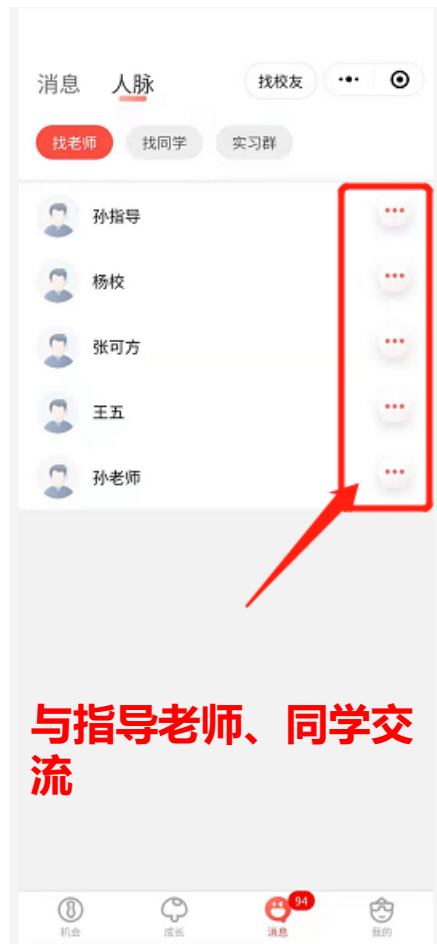 消息 人脉 找校友
找老师 找同学 实习群
孙指导
杨校
张可方
王五
孙老师
与指导老师、同学交
流
94
机会 成长 消息 我的